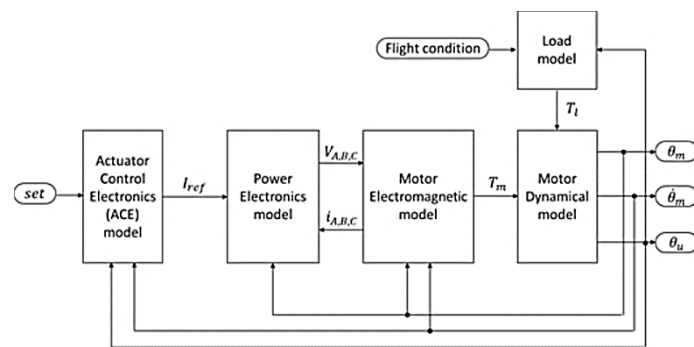 Flight condition
Load
model
T_l
set
Actuator
Control
Electronics
(ACE)
model
I_ref
Power
Electronics
model
V_A,B,C
i_A,B,C
Motor
Electromagnetic
model
T_m
Motor
Dynamical
model
θ_m
θ̇_m
θ_u